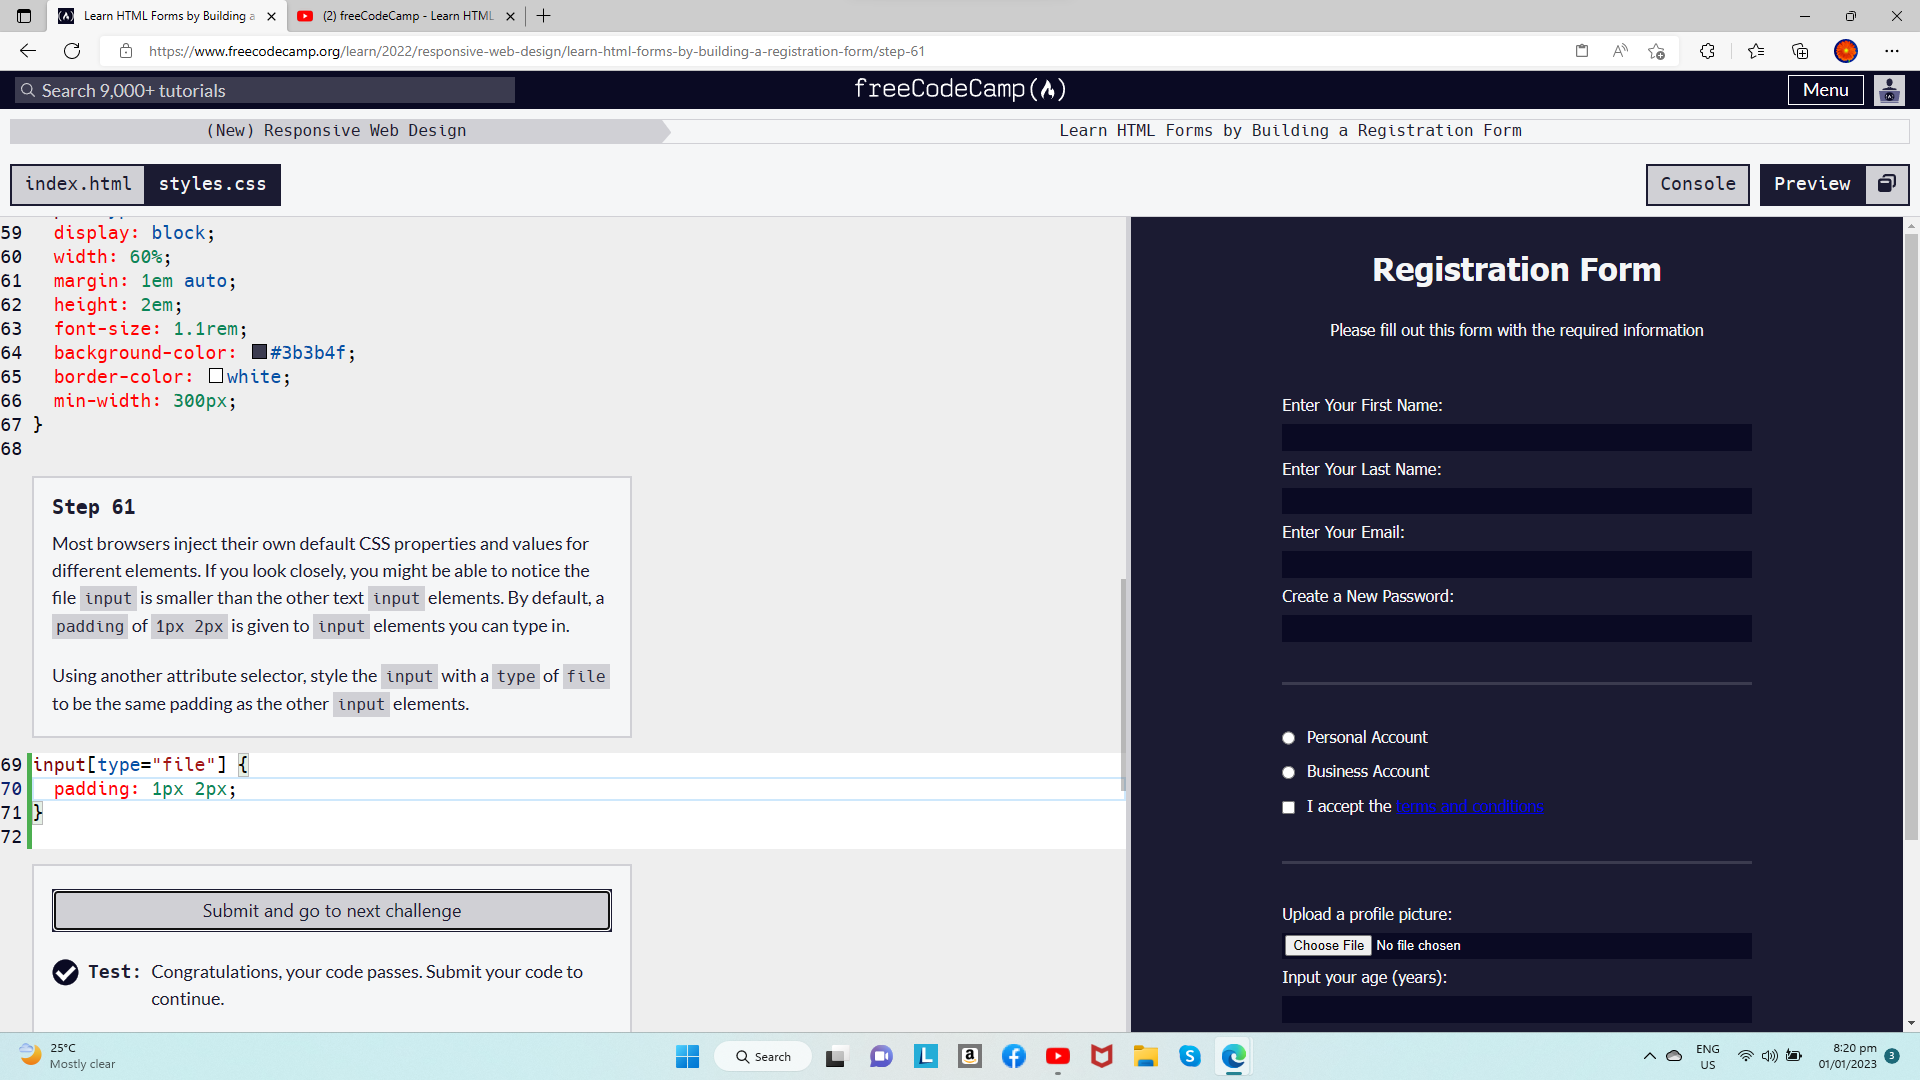 Learn HTML Forms by Building a
(2) freeCodeCamp - Learn HTML
https://www.freecodecamp.org/learn/2022/responsive-web-design/learn-html-forms-by-building-a-registration-form/step-61
Search 9,000+ tutorials
freeCodeCamp
Menu
(New) Responsive Web Design
Learn HTML Forms by Building a Registration Form
index.html
styles.css
Console
Preview
59 display: block;
60 width: 60%;
61 margin: 1em auto;
62 height: 2em;
63 font-size: 1.1rem;
64 background-color: #3b3b4f;
65 border-color: white;
66 min-width: 300px;
67 }
68
Step 61
Most browsers inject their own default CSS properties and values for
different elements. If you look closely, you might be able to notice the
file input is smaller than the other text input elements. By default, a
padding of 1px 2px is given to input elements you can type in.
Using another attribute selector, style the input with a type of file
to be the same padding as the other input elements.
69 input[type="file"] {
70 padding: 1px 2px;
71 }
72
Submit and go to next challenge
Test: Congratulations, your code passes. Submit your code to
continue.
Registration Form
Please fill out this form with the required information
Enter Your First Name:
Enter Your Last Name:
Enter Your Email:
Create a New Password:
Personal Account
Business Account
I accept the terms and conditions
Upload a profile picture:
Choose File No file chosen
Input your age (years):
25°C
Mostly clear
Search
ENG
US
8:20 pm
01/01/2023
3